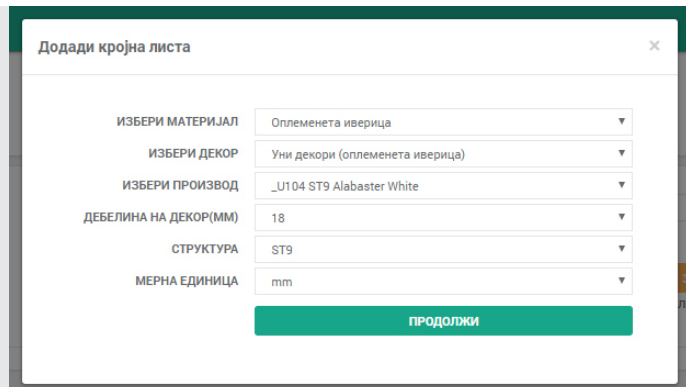 Додади кројна листа
×
ИЗБЕРИ МАТЕРИЈАЛ Оплеменета иверица
ИЗБЕРИ ДЕКОР Уни декори (оплеменета иверица)
ИЗБЕРИ ПРОИЗВОД _U104 ST9 Alabaster White
ДЕБЕЛИНА НА ДЕКОР(ММ) 18
СТРУКТУРА ST9
МЕРНА ЕДИНИЦА mm
ПРОДОЛЖИ